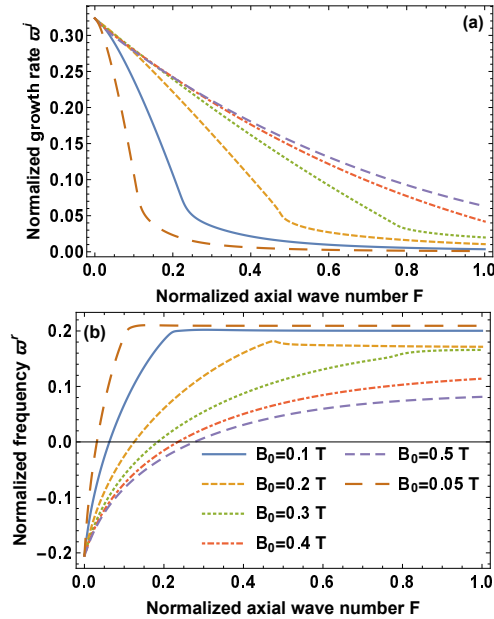 (a)
Normalized growth rate ϖⁱ
0.30
0.25
0.20
0.15
0.10
0.05
0.00
0.0 0.2 0.4 0.6 0.8 1.0
Normalized axial wave number F
(b)
Normalized frequency ϖʳ
0.2
0.1
0.0
−0.1
−0.2
B₀=0.1 T B₀=0.5 T
B₀=0.2 T B₀=0.05 T
B₀=0.3 T
B₀=0.4 T
0.0 0.2 0.4 0.6 0.8 1.0
Normalized axial wave number F